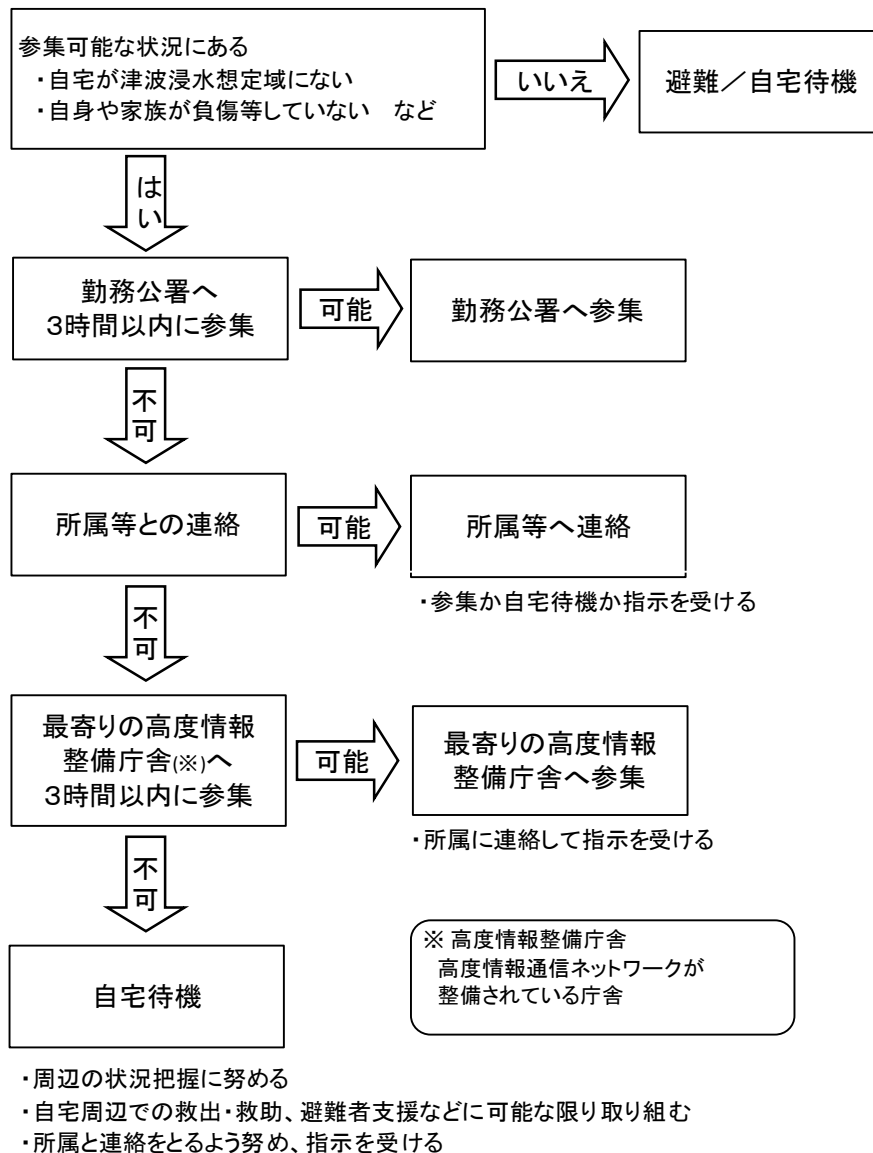 参集可能な状況にある
・自宅が津波浸水想定域にない
・自身や家族が負傷等していない　など
いいえ
避難／自宅待機
はい
勤務公署へ
３時間以内に参集
可能
勤務公署へ参集
不可
所属等との連絡
可能
所属等へ連絡
・参集か自宅待機か指示を受ける
不可
最寄りの高度情報
整備庁舎(※)へ
３時間以内に参集
可能
最寄りの高度情報
整備庁舎へ参集
・所属に連絡して指示を受ける
不可
自宅待機
※ 高度情報整備庁舎
高度情報通信ネットワークが
整備されている庁舎
・周辺の状況把握に努める
・自宅周辺での救出・救助、避難者支援などに可能な限り取り組む
・所属と連絡をとるよう努め、指示を受ける